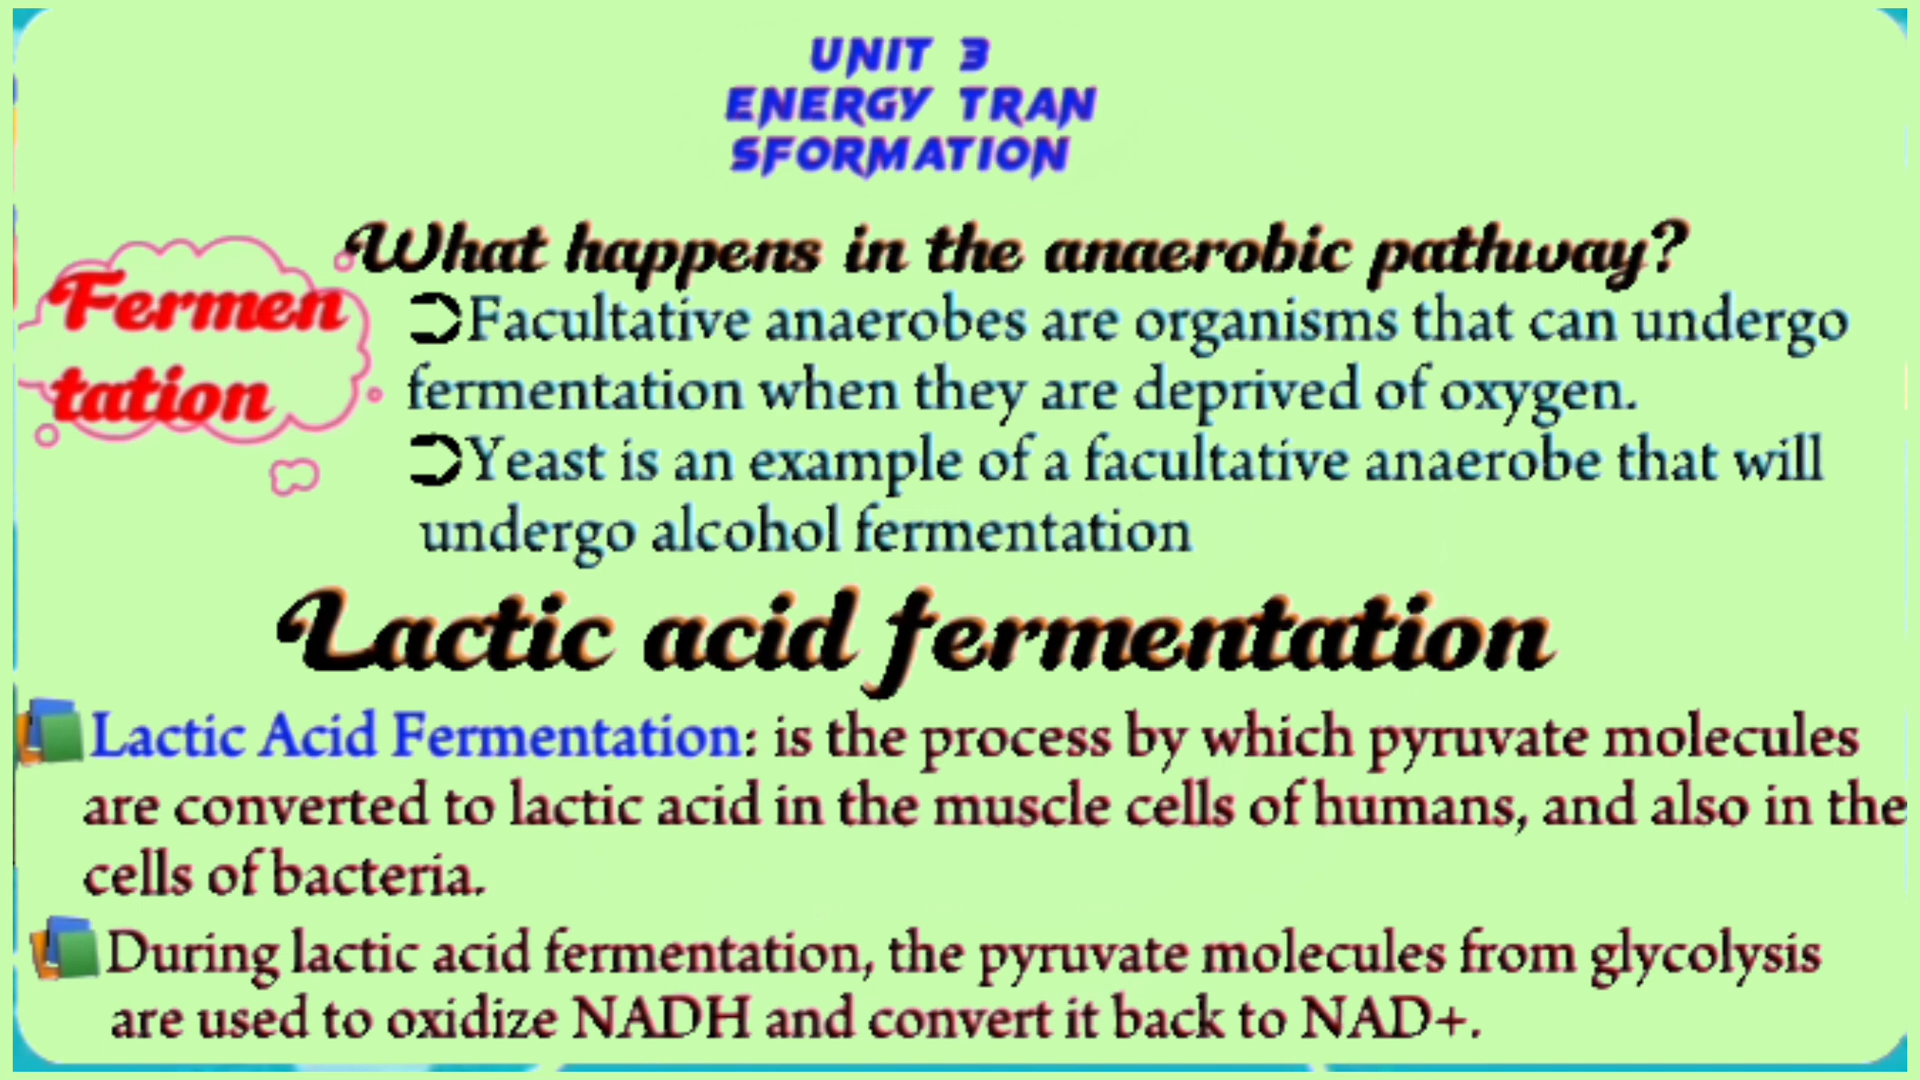 UNIT 3
ENERGY TRAN
SFORMATION
What happens in the anaerobic pathway?
Fermen
tation
⊃Facultative anaerobes are organisms that can undergo
fermentation when they are deprived of oxygen.
⊃Yeast is an example of a facultative anaerobe that will
undergo alcohol fermentation
Lactic acid fermentation
Lactic Acid Fermentation: is the process by which pyruvate molecules
are converted to lactic acid in the muscle cells of humans, and also in the
cells of bacteria.
During lactic acid fermentation, the pyruvate molecules from glycolysis
are used to oxidize NADH and convert it back to NAD+.